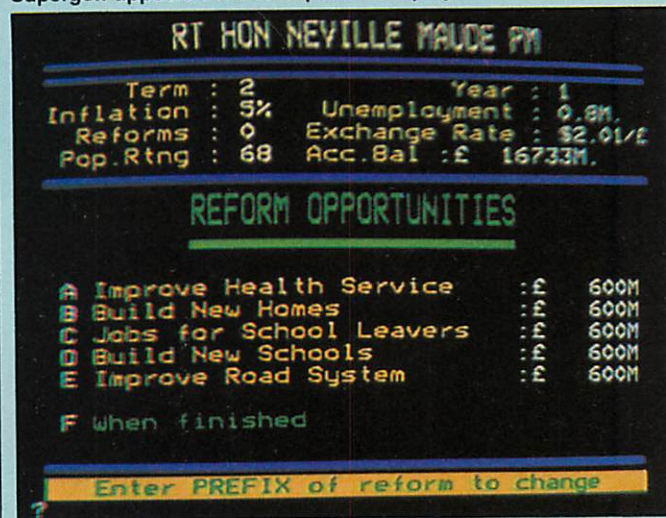 RT HON NEVILLE MAUDE PM
Term : 2 Year : 1
Inflation : 5% Unemployment : 0.8M.
Reforms : 0 Exchange Rate : $2.01/£
Pop.Rtng : 68 Acc.Bal :£ 16733M.
REFORM OPPORTUNITIES
A Improve Health Service :£ 600M
B Build New Homes :£ 600M
C Jobs for School Leavers :£ 600M
D Build New Schools :£ 600M
E Improve Road System :£ 600M
F When finished
Enter PREFIX of reform to change
?